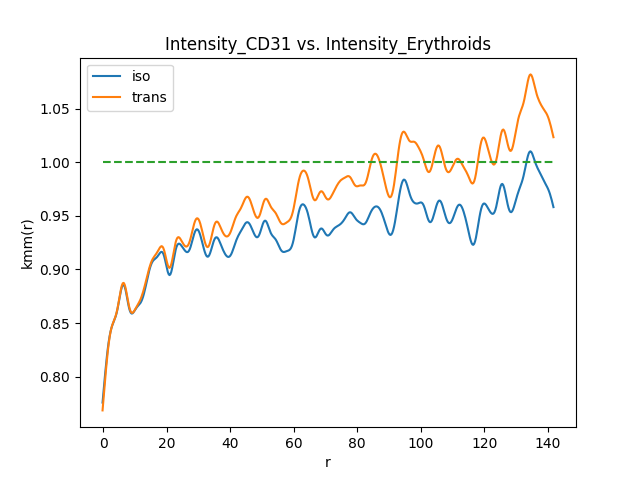 Intensity_CD31 vs. Intensity_Erythroids
iso
trans
kmm(r)
1.05
1.00
0.95
0.90
0.85
0.80
0 20 40 60 80 100 120 140
r